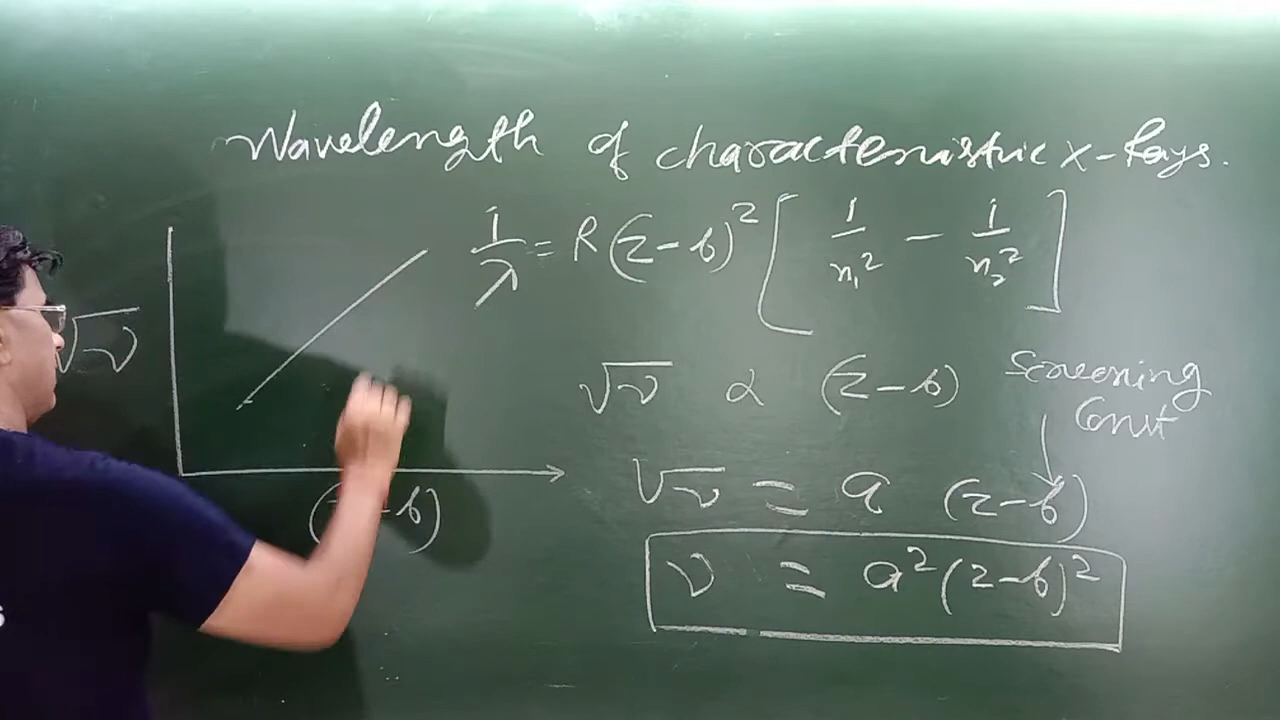 Wavelength of characteristic x-Rays.
1/λ = R(z-b)² [ 1/n₁² - 1/n₂² ]
√ν
√ν α (z-b)
Screening Const
√ν = a (z-b)
(z-b)
ν = a²(z-b)²